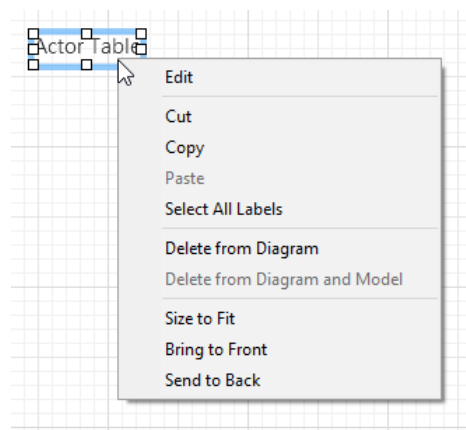 Actor Table
Edit
Cut
Copy
Paste
Select All Labels
Delete from Diagram
Delete from Diagram and Model
Size to Fit
Bring to Front
Send to Back